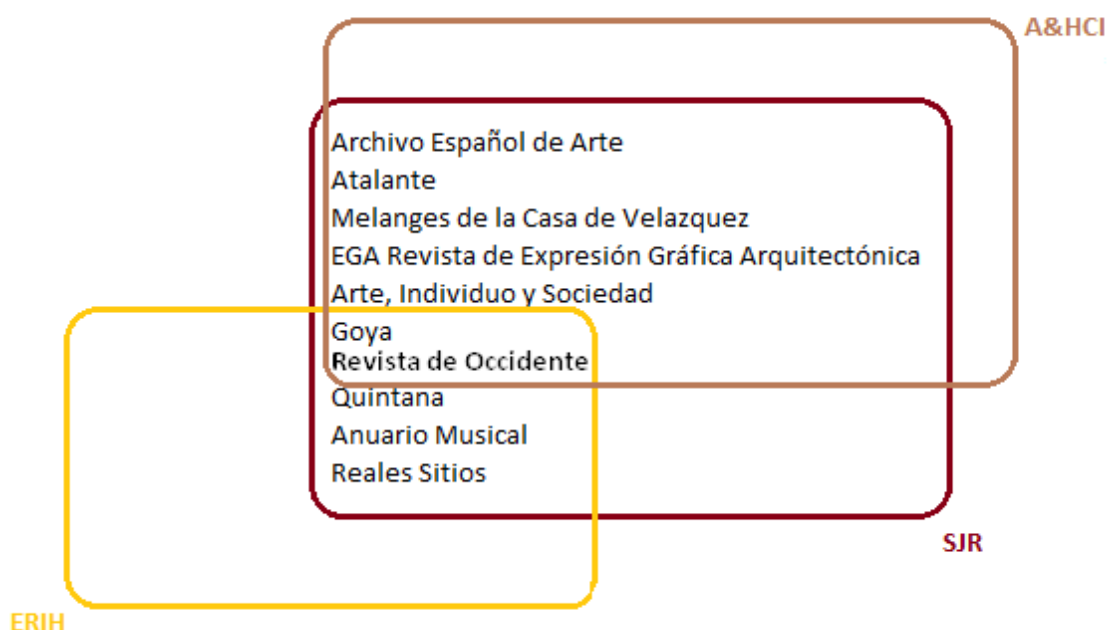 A&HCI
Archivo Español de Arte
Atalante
Melanges de la Casa de Velazquez
EGA Revista de Expresión Gráfica Arquitectónica
Arte, Individuo y Sociedad
Goya
Revista de Occidente
Quintana
Anuario Musical
Reales Sitios
SJR
ERIH